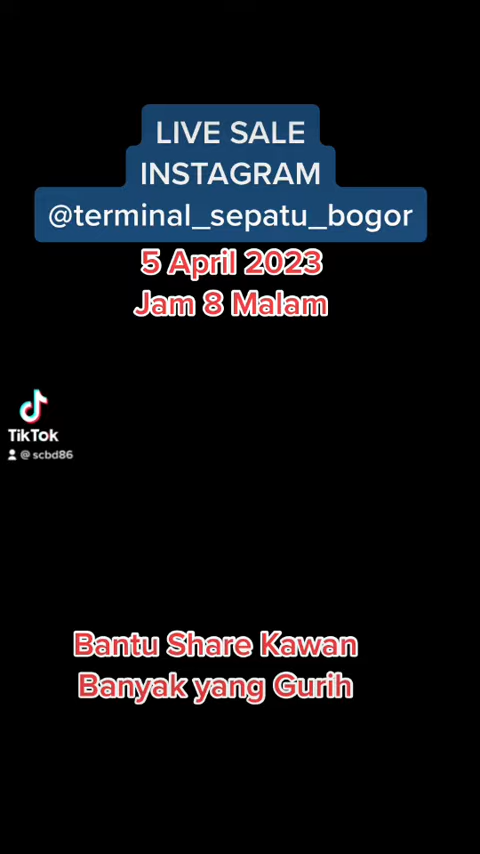 LIVE SALE
INSTAGRAM
@terminal_sepatu_bogor
5 April 2023
Jam 8 Malam
TikTok
@ scbd86
Bantu Share Kawan
Banyak yang Gurih